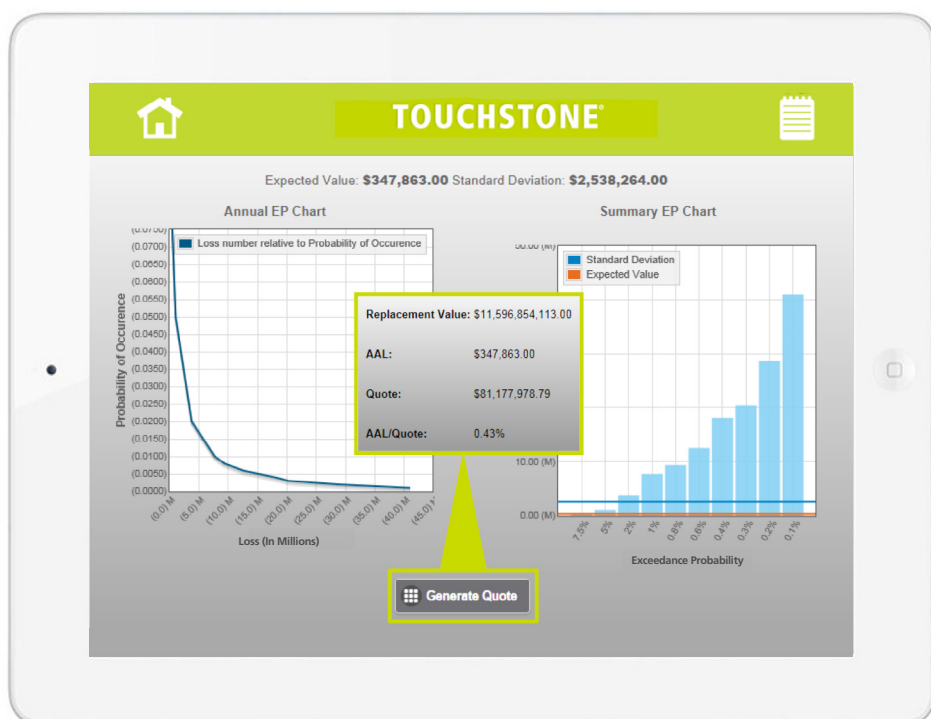 TOUCHSTONE®
Expected Value: $347,863.00 Standard Deviation: $2,538,264.00
Annual EP Chart
Loss number relative to Probability of Occurence
(0.0750)
(0.0700)
(0.0650)
(0.0600)
(0.0550)
(0.0500)
(0.0450)
(0.0400)
(0.0350)
(0.0300)
(0.0250)
(0.0200)
(0.0150)
(0.0100)
(0.0050)
(0.0000)
Probability of Occurence
(0.0) M
(5.0) M
(10.0) M
(15.0) M
(20.0) M
(25.0) M
(30.0) M
(35.0) M
(40.0) M
(45.0)
Loss (In Millions)
Replacement Value: $11,596,854,113.00
AAL: $347,863.00
Quote: $81,177,978.79
AAL/Quote: 0.43%
Summary EP Chart
50.00 (M)
Standard Deviation
Expected Value
10.00 (M)
0.00 (M)
7.5%
5%
2%
1%
0.8%
0.6%
0.4%
0.3%
0.2%
0.1%
Exceedance Probability
Generate Quote